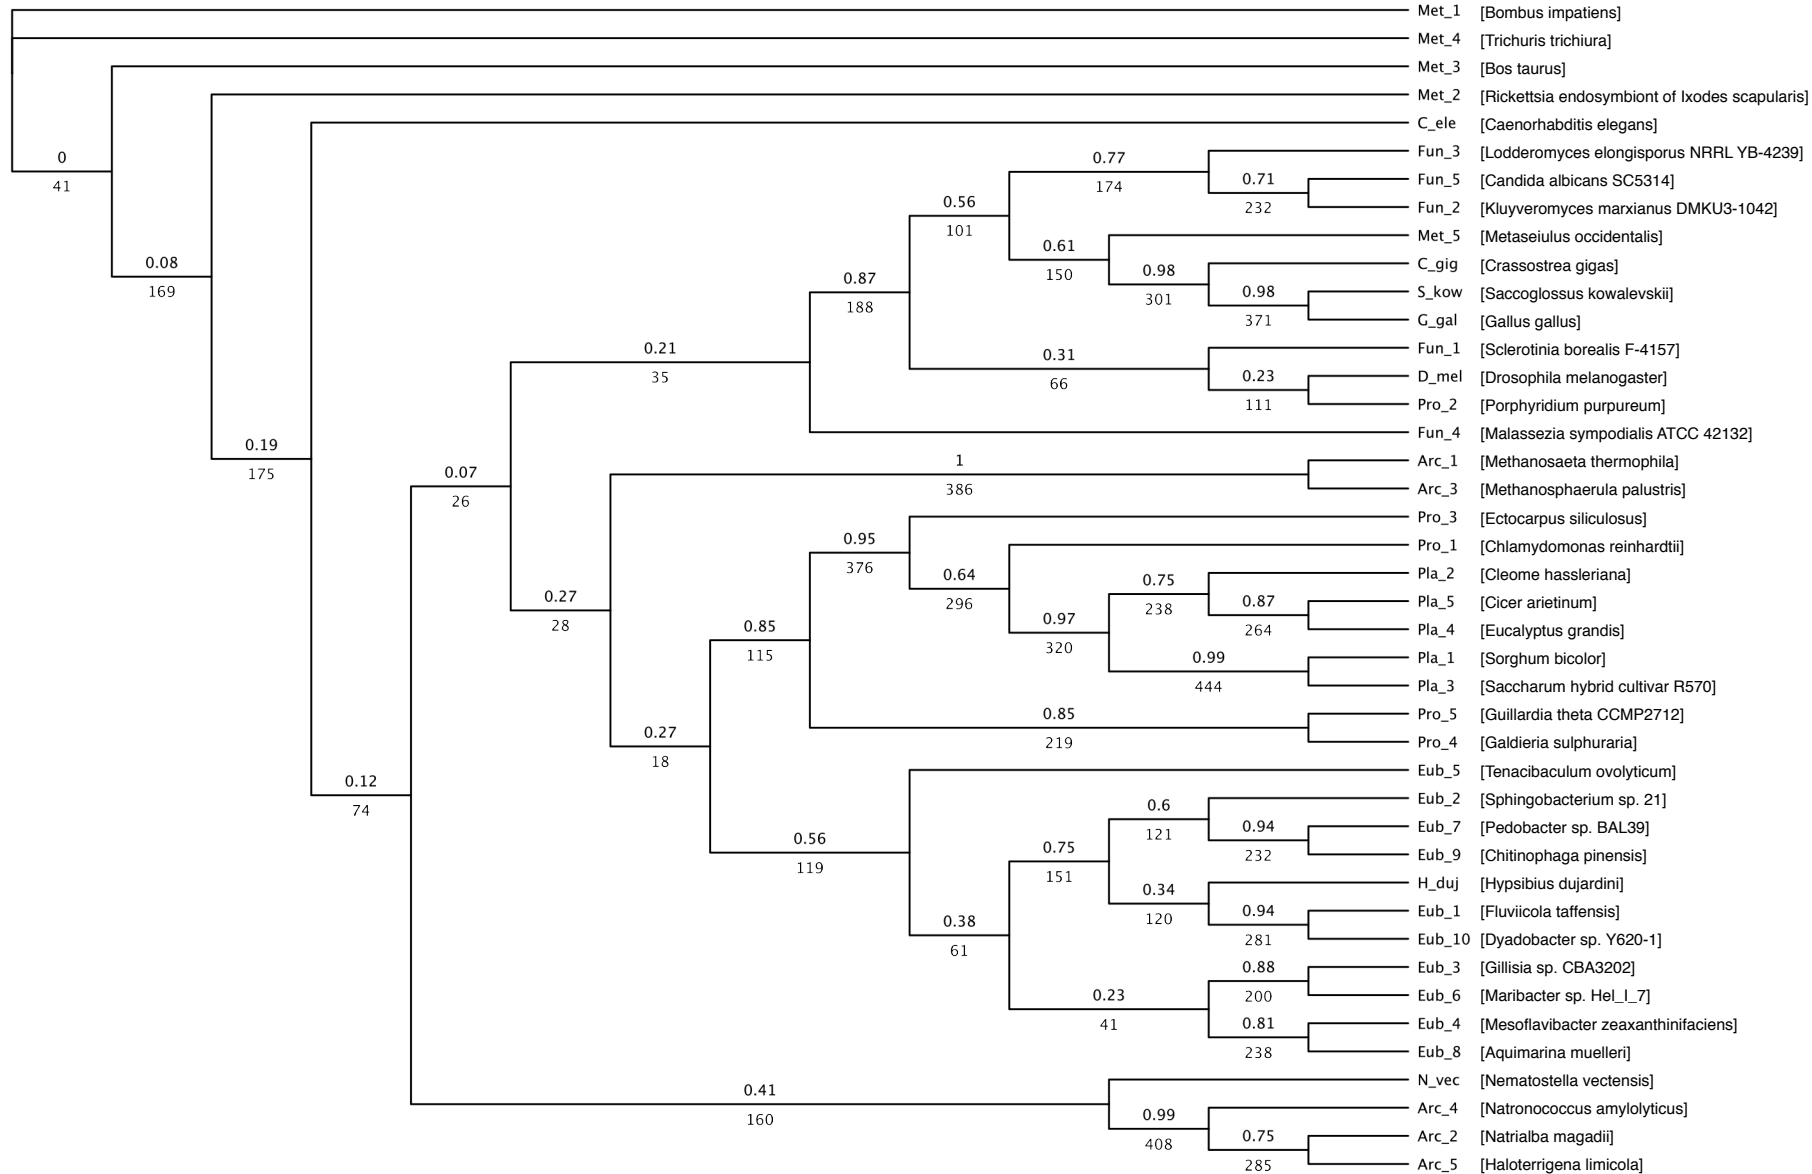 Met_1 [Bombus impatiens]
Met_4 [Trichuris trichiura]
Met_3 [Bos taurus]
Met_2 [Rickettsia endosymbiont of Ixodes scapularis]
C_ele [Caenorhabditis elegans]
0
0.77 Fun_3 [Lodderomyces elongisporus NRRL YB-4239]
41
174
0.71 Fun_5 [Candida albicans SC5314]
0.56
232 Fun_2 [Kluyveromyces marxianus DMKU3-1042]
101
0.61 Met_5 [Metaseiulus occidentalis]
0.08
150
0.98 C_gig [Crassostrea gigas]
0.87
169
301
0.98 S_kow [Saccoglossus kowalevskii]
188
371 G_gal [Gallus gallus]
0.21
0.31 Fun_1 [Sclerotinia borealis F-4157]
35
66
0.23 D_mel [Drosophila melanogaster]
111 Pro_2 [Porphyridium purpureum]
0.19
Fun_4 [Malassezia sympodialis ATCC 42132]
175
0.07
1 Arc_1 [Methanosaeta thermophila]
26
386 Arc_3 [Methanosphaerula palustris]
0.95 Pro_3 [Ectocarpus siliculosus]
376
0.64 Pro_1 [Chlamydomonas reinhardtii]
0.27
296
0.75 Pla_2 [Cleome hassleriana]
28
238
0.87 Pla_5 [Cicer arietinum]
0.85
0.97
264 Pla_4 [Eucalyptus grandis]
115
320
0.99 Pla_1 [Sorghum bicolor]
444 Pla_3 [Saccharum hybrid cultivar R570]
0.27
0.85 Pro_5 [Guillardia theta CCMP2712]
18
219 Pro_4 [Galdieria sulphuraria]
0.12
Eub_5 [Tenacibaculum ovolyticum]
74
0.6 Eub_2 [Sphingobacterium sp. 21]
0.56
121
0.94 Eub_7 [Pedobacter sp. BAL39]
119
0.75
232 Eub_9 [Chitinophaga pinensis]
151
0.34 H_duj [Hypsibius dujardini]
0.38
120
0.94 Eub_1 [Fluviicola taffensis]
61
281 Eub_10 [Dyadobacter sp. Y620-1]
0.88 Eub_3 [Gillisia sp. CBA3202]
0.23
200 Eub_6 [Maribacter sp. Hel_I_7]
41
0.81 Eub_4 [Mesoflavibacter zeaxanthinifaciens]
238 Eub_8 [Aquimarina muelleri]
0.41
N_vec [Nematostella vectensis]
160
0.99 Arc_4 [Natronococcus amylolyticus]
408
0.75 Arc_2 [Natrialba magadii]
285 Arc_5 [Haloterrigena limicola]